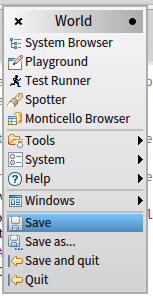 World
System Browser
Playground
Test Runner
Spotter
Monticello Browser
Tools
System
Help
Windows
Save
Save as...
Save and quit
Quit